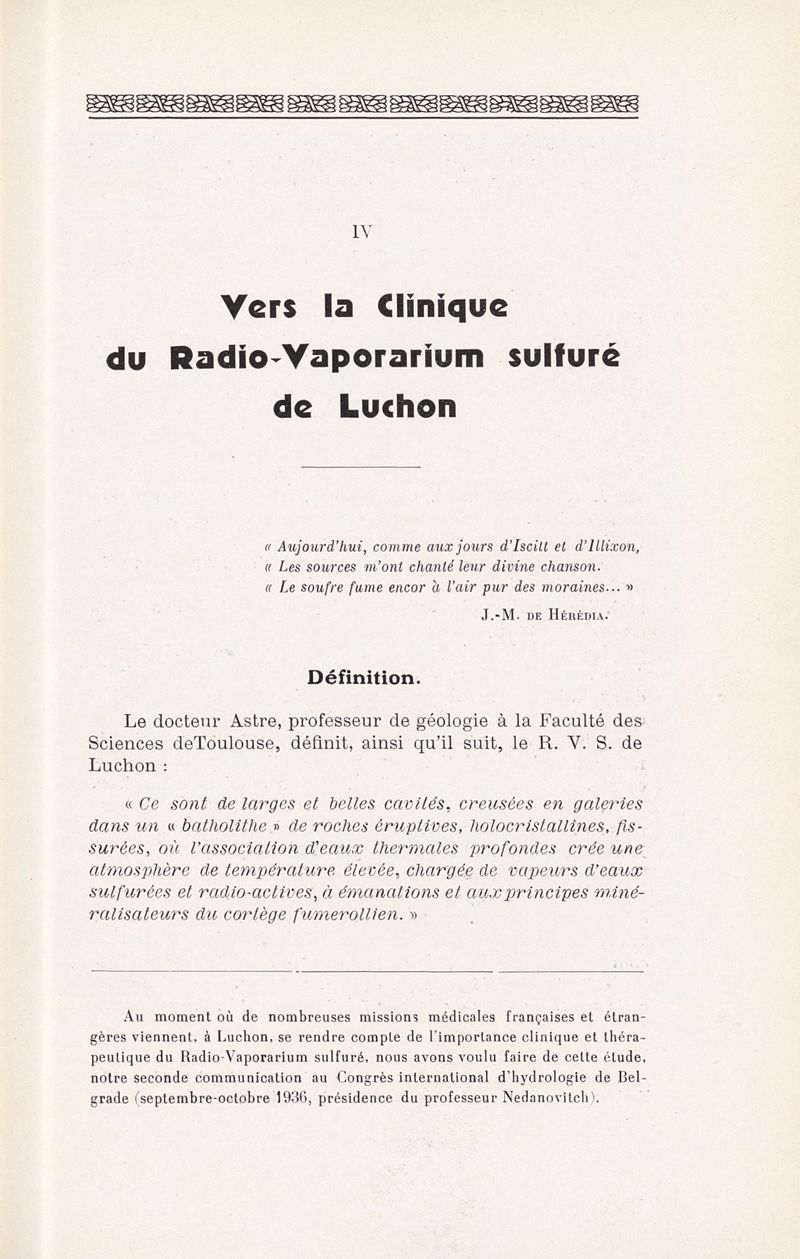 IV
Vers la Clinique
du Radio-Vaporarium sulfuré
de Luchon
« Aujourd'hui, comme aux jours d'Iscitt et d'Illixon,
« Les sources m'ont chanté leur divine chanson.
« Le soufre fume encor à l'air pur des moraines... »
J.-M. DE HÉRÉDIA.
Définition.
Le docteur Astre, professeur de géologie à la Faculté des
Sciences deToulouse, définit, ainsi qu'il suit, le R. V. S. de
Luchon :
« Ce sont de larges et belles cavités, creusées en galeries
dans un « batholithe » de roches éruptives, holocristallines, fis-
surées, où l'association d'eaux thermales profondes crée une
atmosphère de température élevée, chargée de vapeurs d'eaux
sulfurées et radio-actives, à émanations et aux principes miné-
ralisateurs du cortège fumerollien. »
Au moment où de nombreuses missions médicales françaises et étran-
gères viennent, à Luchon, se rendre compte de l'importance clinique et théra-
peutique du Radio-Vaporarium sulfuré, nous avons voulu faire de cette étude,
notre seconde communication au Congrès international d'hydrologie de Bel-
grade (septembre-octobre 1936, présidence du professeur Nedanovitch).